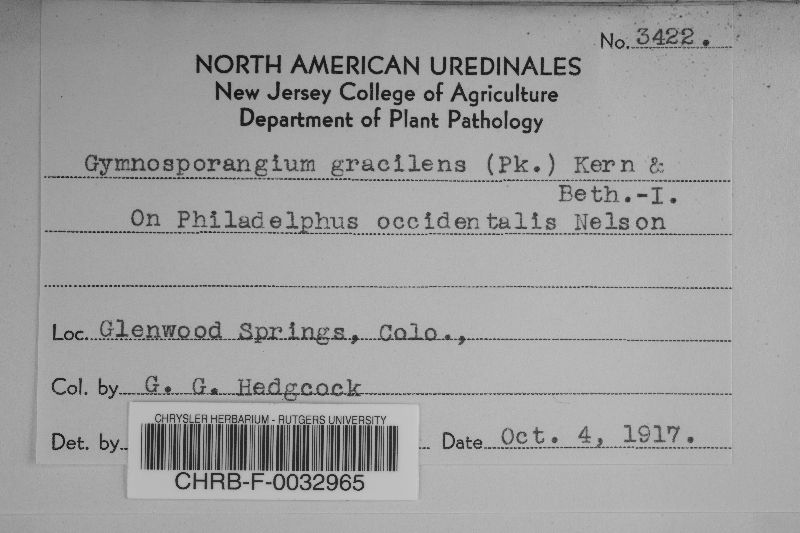 No. 3422.
NORTH AMERICAN UREDINALES
New Jersey College of Agriculture
Department of Plant Pathology
Gymnosporangium gracilens (Pk.) Kern &
Beth.-I.
On Philadelphus occidentalis Nelson
Loc. Glenwood Springs, Colo.,
Col. by G. G. Hedgcock
Det. by
Date Oct. 4, 1917.
CHRYSLER HERBARIUM - RUTGERS UNIVERSITY
CHRB-F-0032965